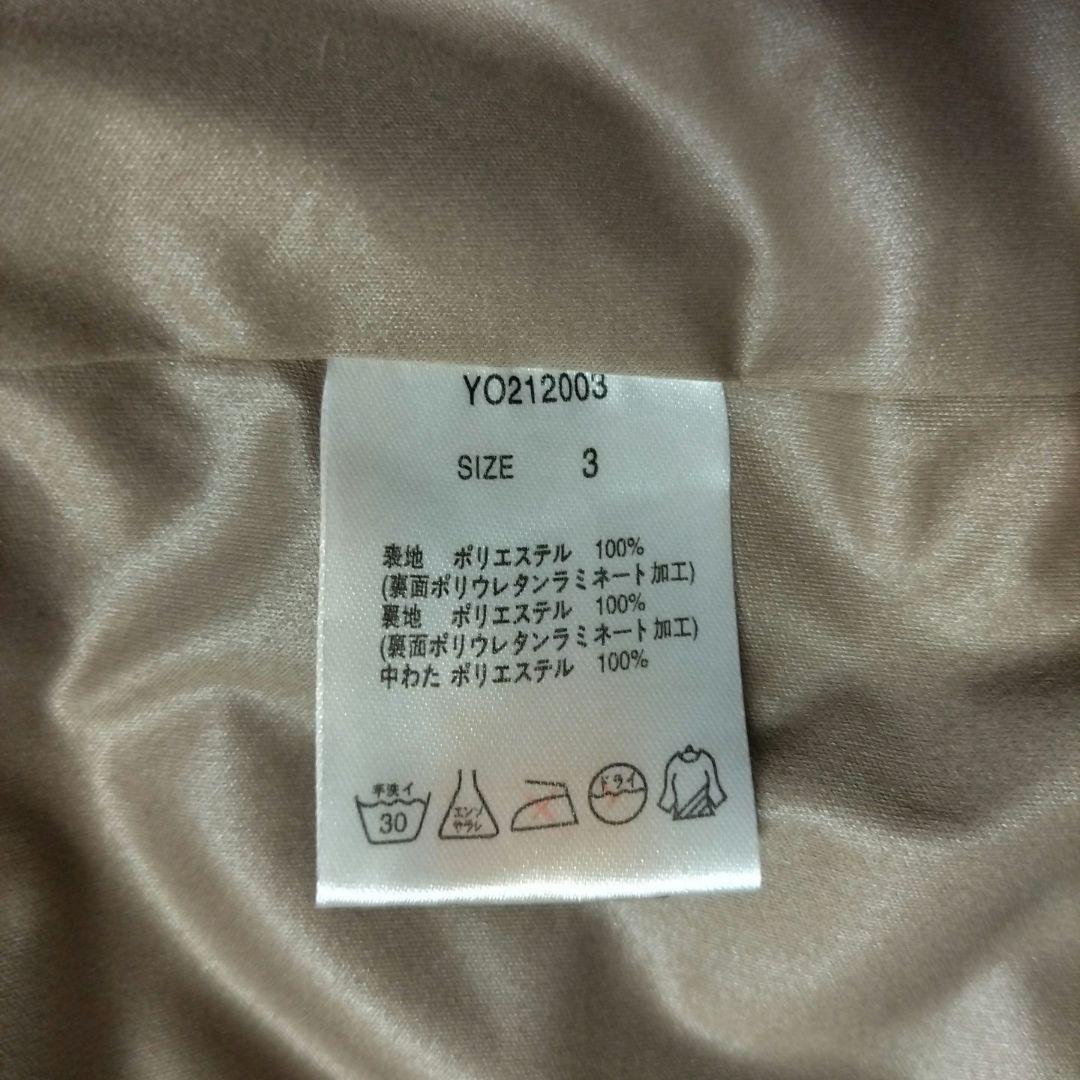 YO212003
SIZE 3
表地 ポリエステル 100%
(裏面ポリウレタンラミネート加工)
裏地 ポリエステル 100%
(裏面ポリウレタンラミネート加工)
中わた ポリエステル 100%
手洗イ
30
エンソ
サラシ
ドライ